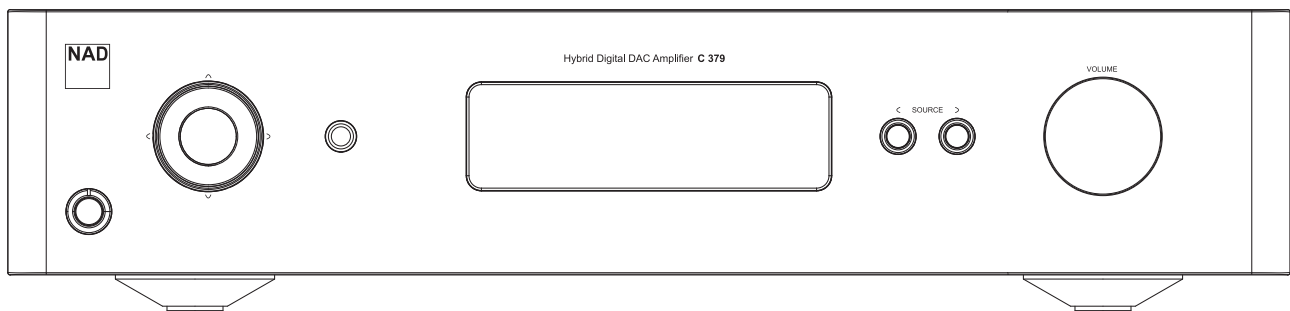 NAD
Hybrid Digital DAC Amplifier C 379
VOLUME
< SOURCE >